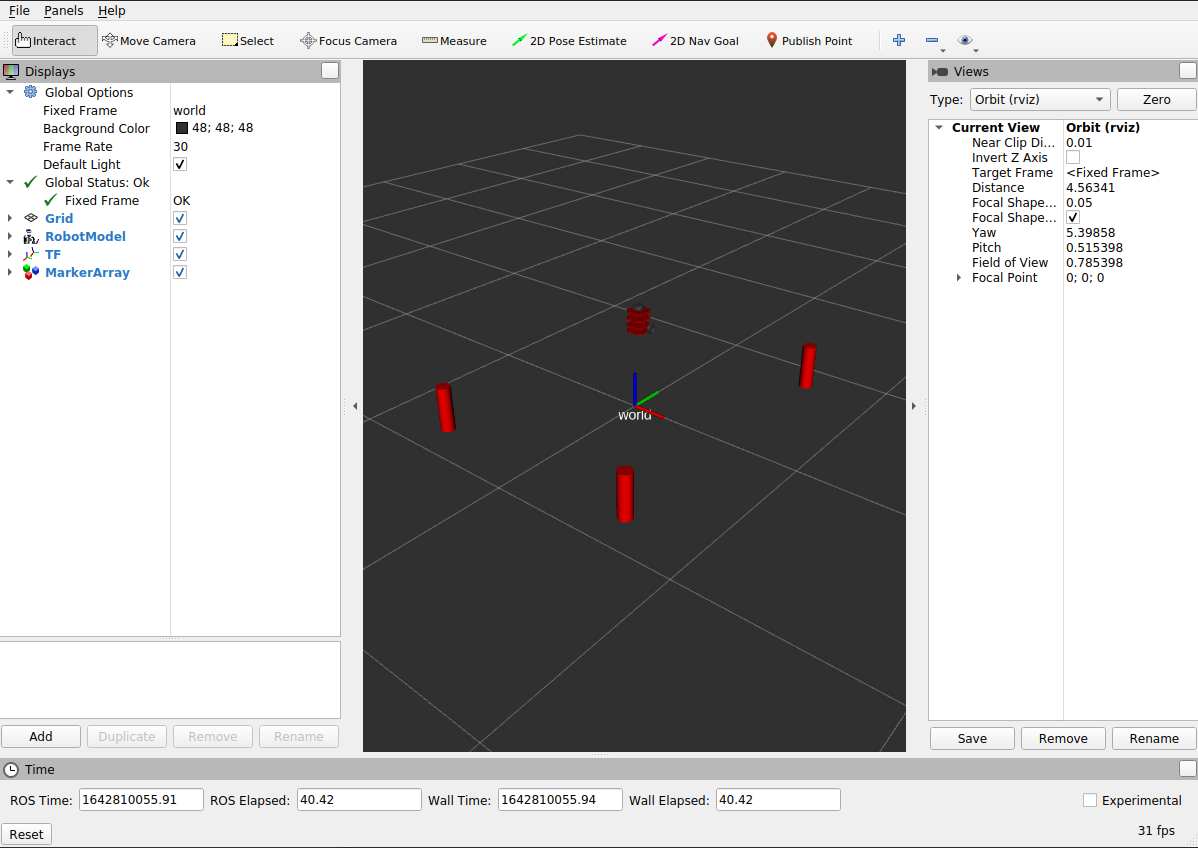 File Panels Help
Interact Move Camera Select Focus Camera Measure 2D Pose Estimate 2D Nav Goal Publish Point
Displays
Global Options
Fixed Frame world
Background Color 48; 48; 48
Frame Rate 30
Default Light
Global Status: Ok
Fixed Frame OK
Grid
RobotModel
TF
MarkerArray
Add Duplicate Remove Rename
world
Views
Type: Orbit (rviz) Zero
Current View Orbit (rviz)
Near Clip Di... 0.01
Invert Z Axis
Target Frame <Fixed Frame>
Distance 4.56341
Focal Shape... 0.05
Focal Shape...
Yaw 5.39858
Pitch 0.515398
Field of View 0.785398
Focal Point 0; 0; 0
Save Remove Rename
Time
ROS Time: 1642810055.91 ROS Elapsed: 40.42 Wall Time: 1642810055.94 Wall Elapsed: 40.42 Experimental
Reset 31 fps